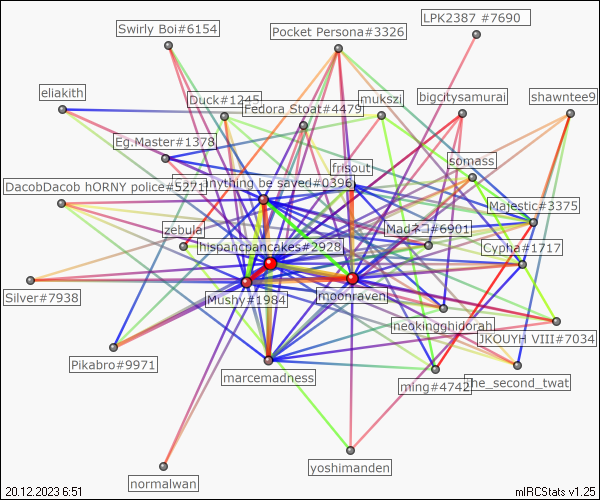 LPK2387 #7690
Swirly Boi#6154
Pocket Persona#3326
eliakith
Duck#1245
mukszi
bigcitysamurai
shawntee9
Fedora Stoat#4479
Eg.Master#1378
frisout
somass
DacobDacob hORNY police#5271
anything be saved#0396
Majestic#3375
zebula
Madネコ#6901
hispancpancakes#2928
Cypha#1717
Silver#7938
Mushy#1984
moonraven
neokingghidorah
JKOUYH VIII#7034
Pikabro#9971
marcemadness
ming#4742
the_second_twat
normalwan
yoshimanden
20.12.2023 6:51
mIRCStats v1.25